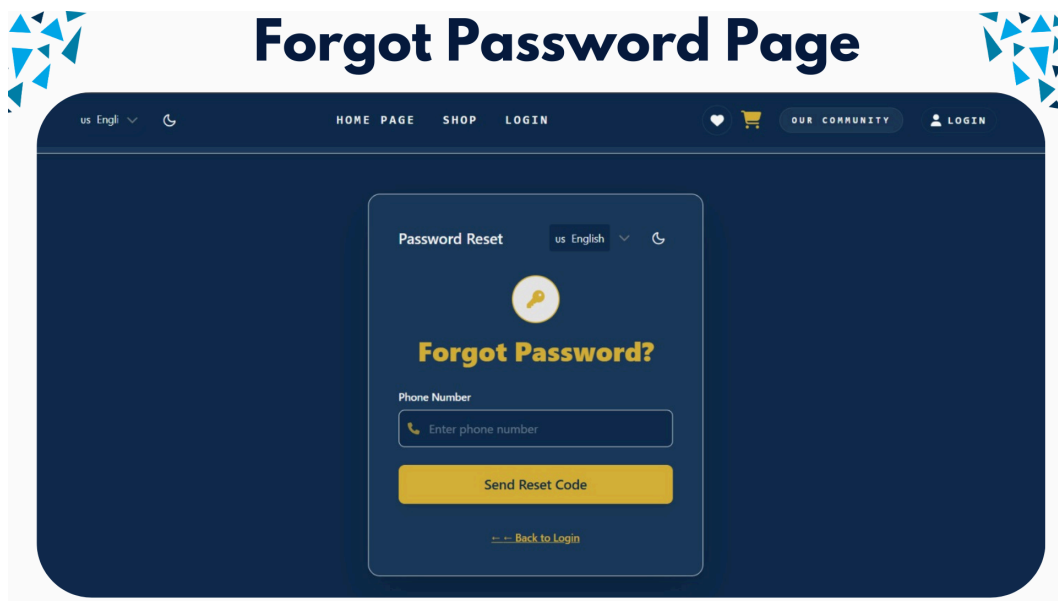 Forgot Password Page
us Engli
HOME PAGE SHOP LOGIN
OUR COMMUNITY
LOGIN
Password Reset
us English
Forgot Password?
Phone Number
Enter phone number
Send Reset Code
←← Back to Login